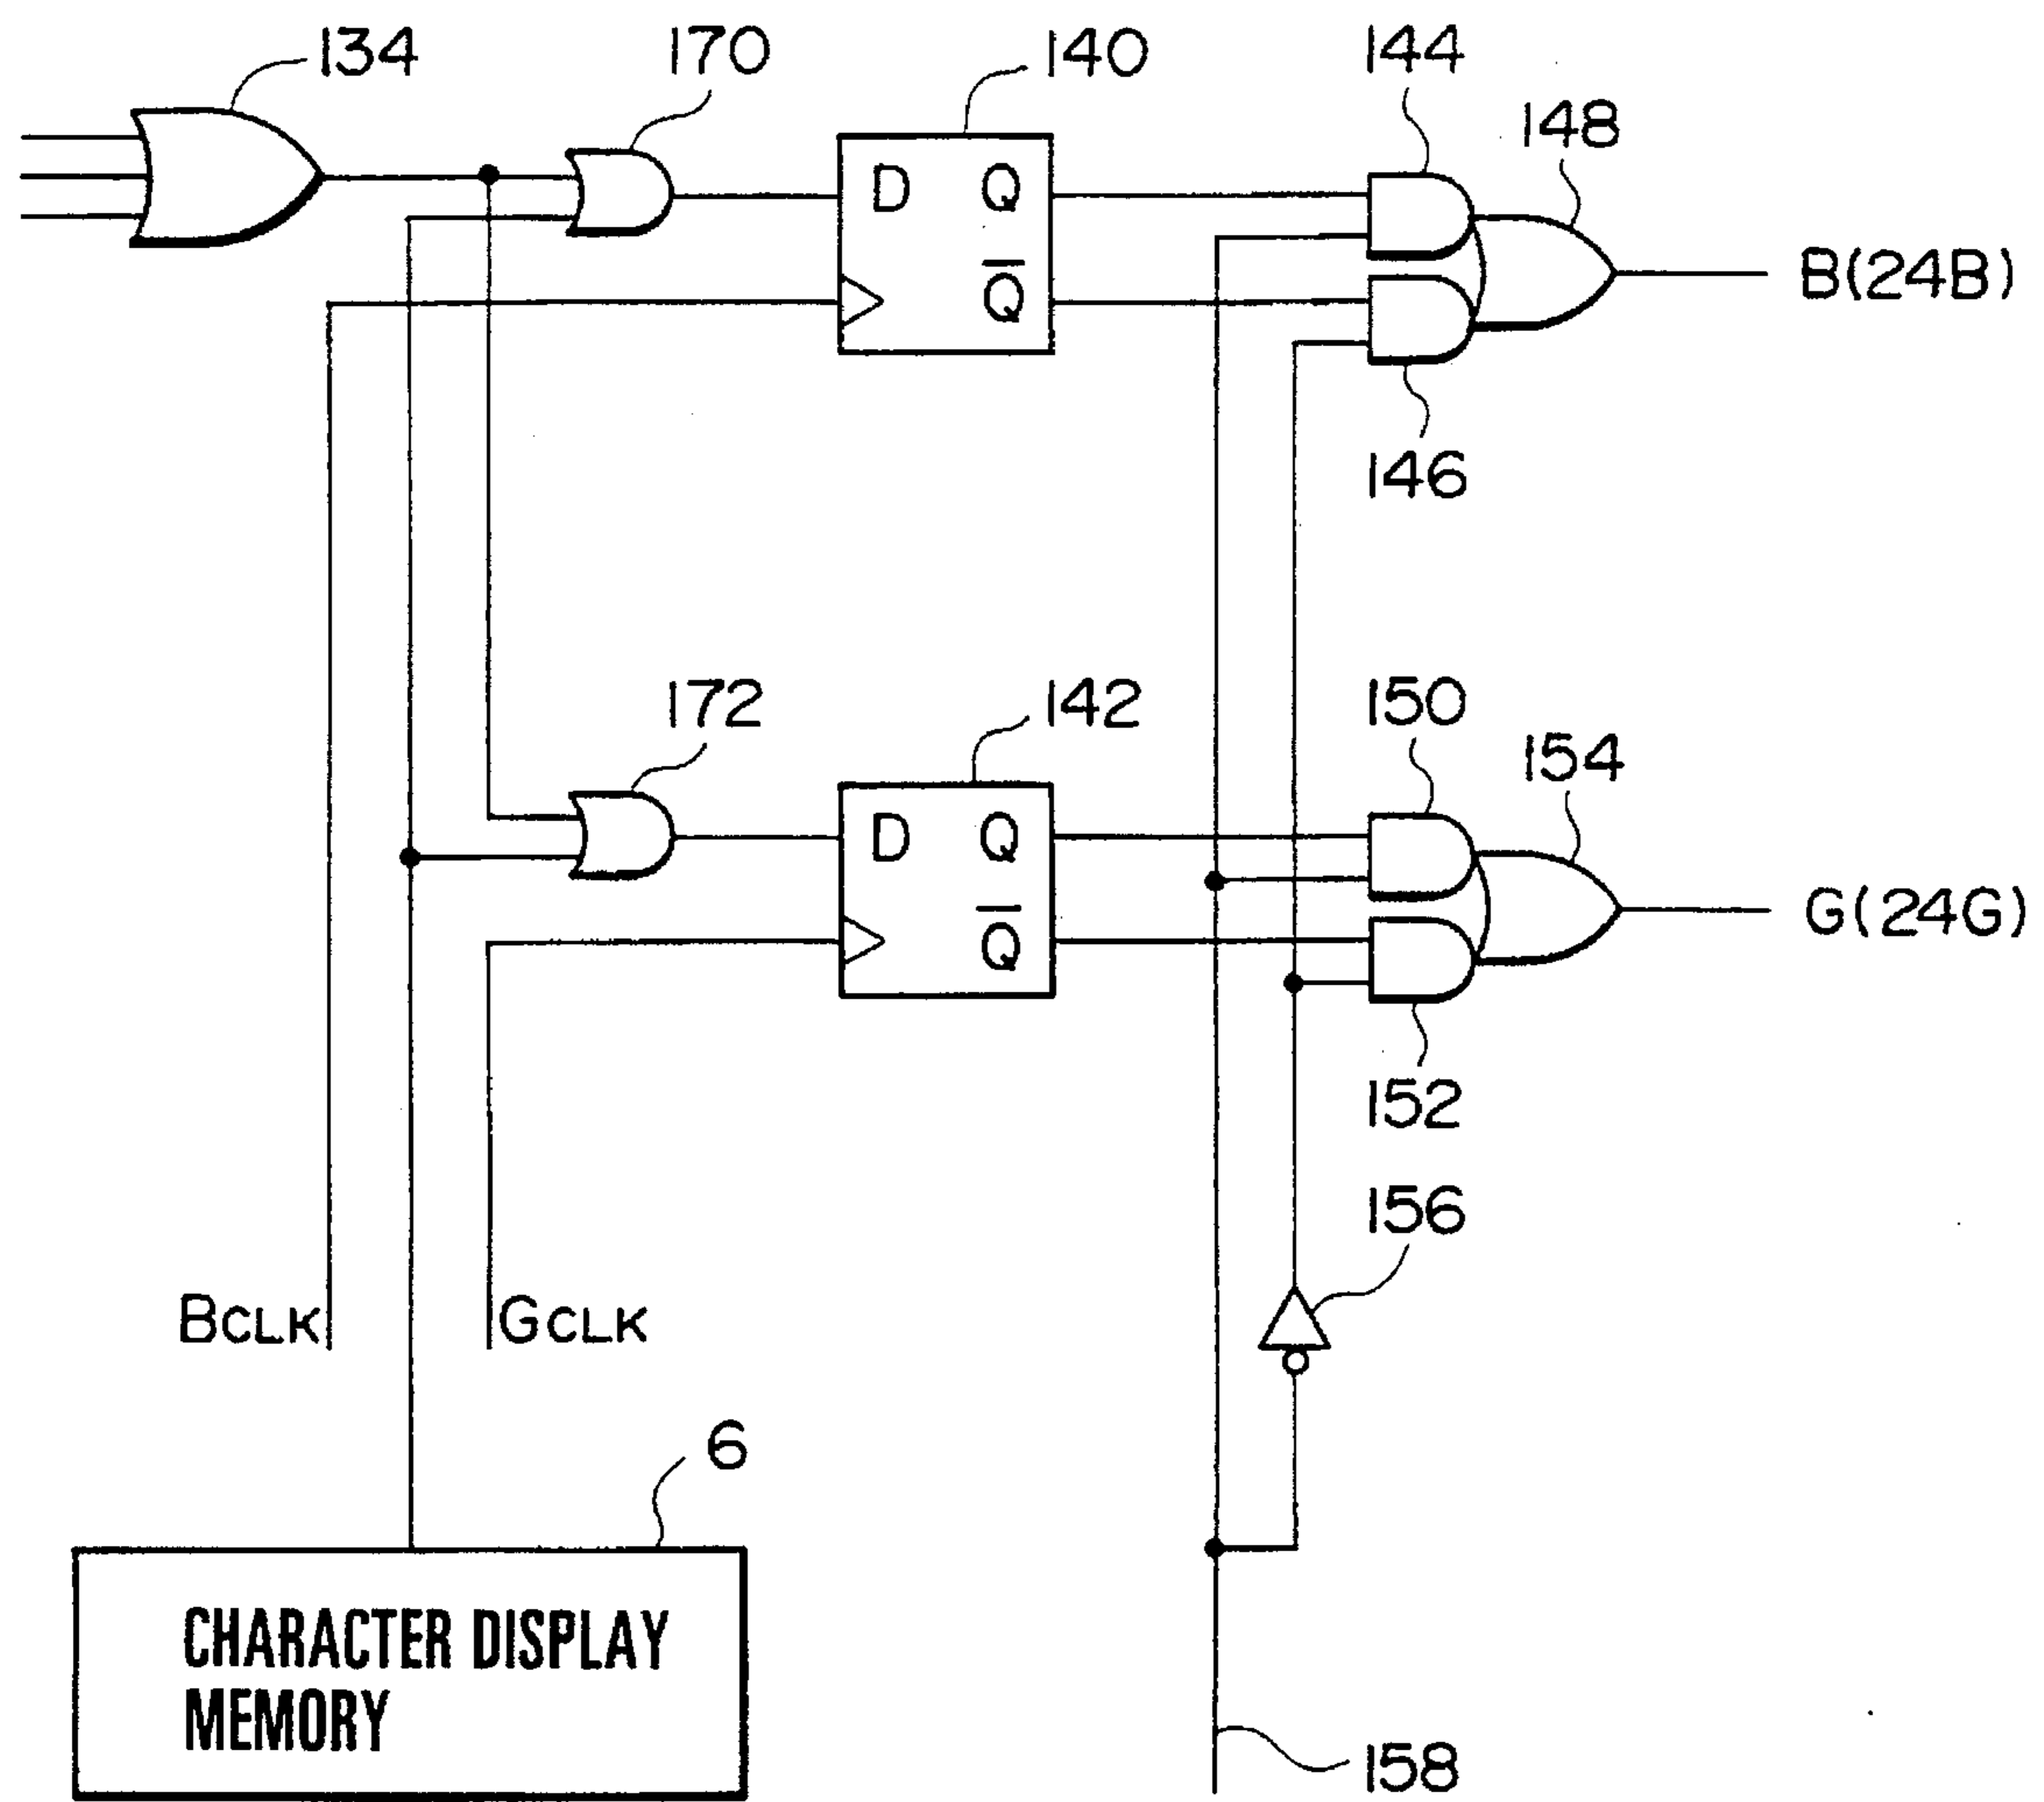 134
170
140
144
148
D
Q
Q
B(24B)
146
172
142
150
154
D
Q
Q
G(24G)
152
156
BCLK
GCLK
6
CHARACTER DISPLAY
MEMORY
158